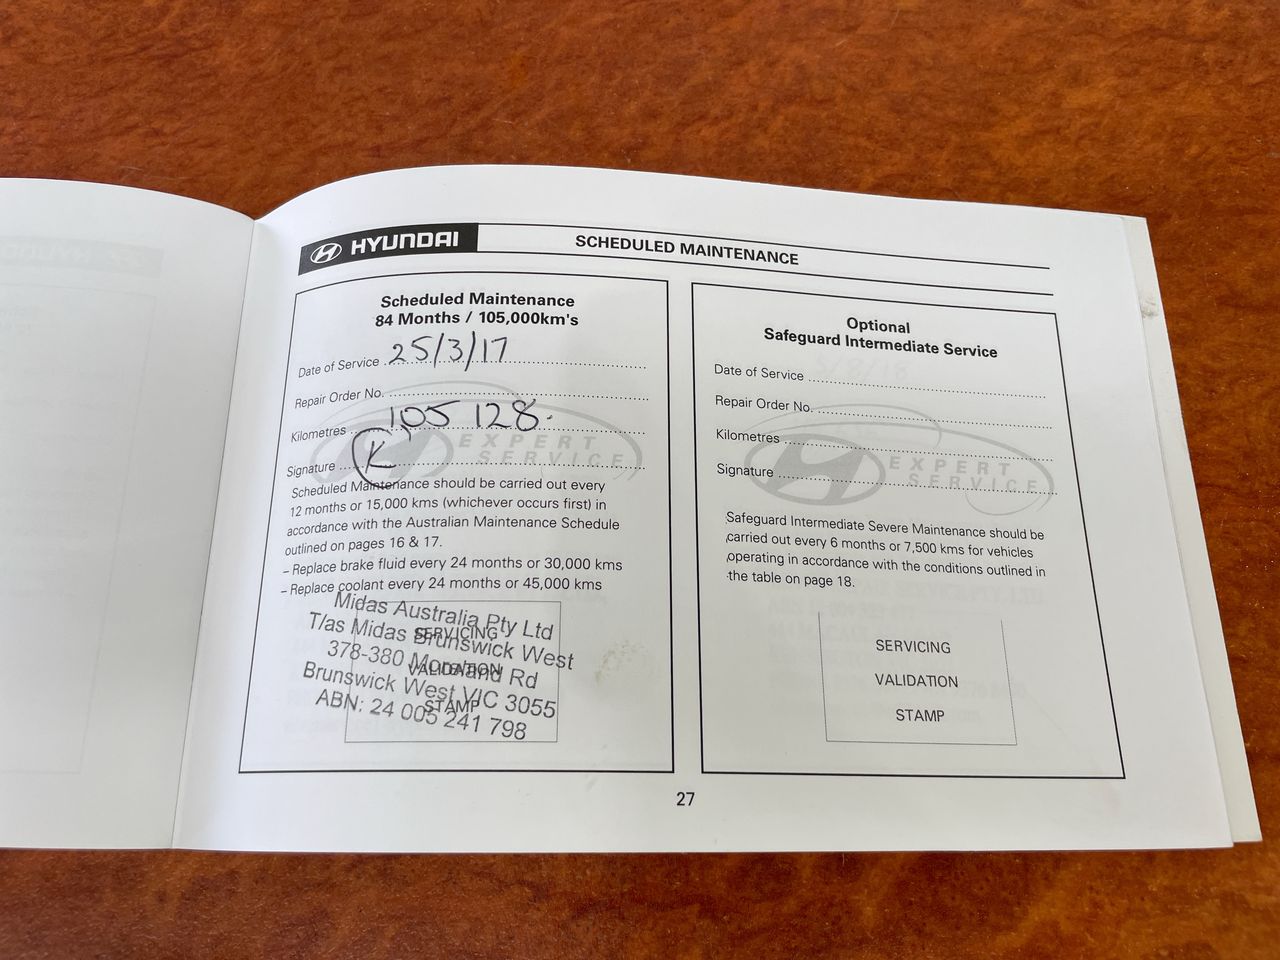 HYUNDAI
SCHEDULED MAINTENANCE
Scheduled Maintenance
84 Months / 105,000km's
Date of Service 25/3/17
Repair Order No.
Kilometres 105 128.
Signature K
EXPERT
SERVICE
Scheduled Maintenance should be carried out every
12 months or 15,000 kms (whichever occurs first) in
accordance with the Australian Maintenance Schedule
outlined on pages 16 & 17.
– Replace brake fluid every 24 months or 30,000 kms
– Replace coolant every 24 months or 45,000 kms
SERVICING
VALIDATION
STAMP
Midas Australia Pty Ltd
T/as Midas Brunswick West
378-380 Moreland Rd
Brunswick West VIC 3055
ABN: 24 005 241 798
Optional
Safeguard Intermediate Service
Date of Service
Repair Order No.
Kilometres
Signature
EXPERT
SERVICE
Safeguard Intermediate Severe Maintenance should be
carried out every 6 months or 7,500 kms for vehicles
operating in accordance with the conditions outlined in
the table on page 18.
SERVICING
VALIDATION
STAMP
27